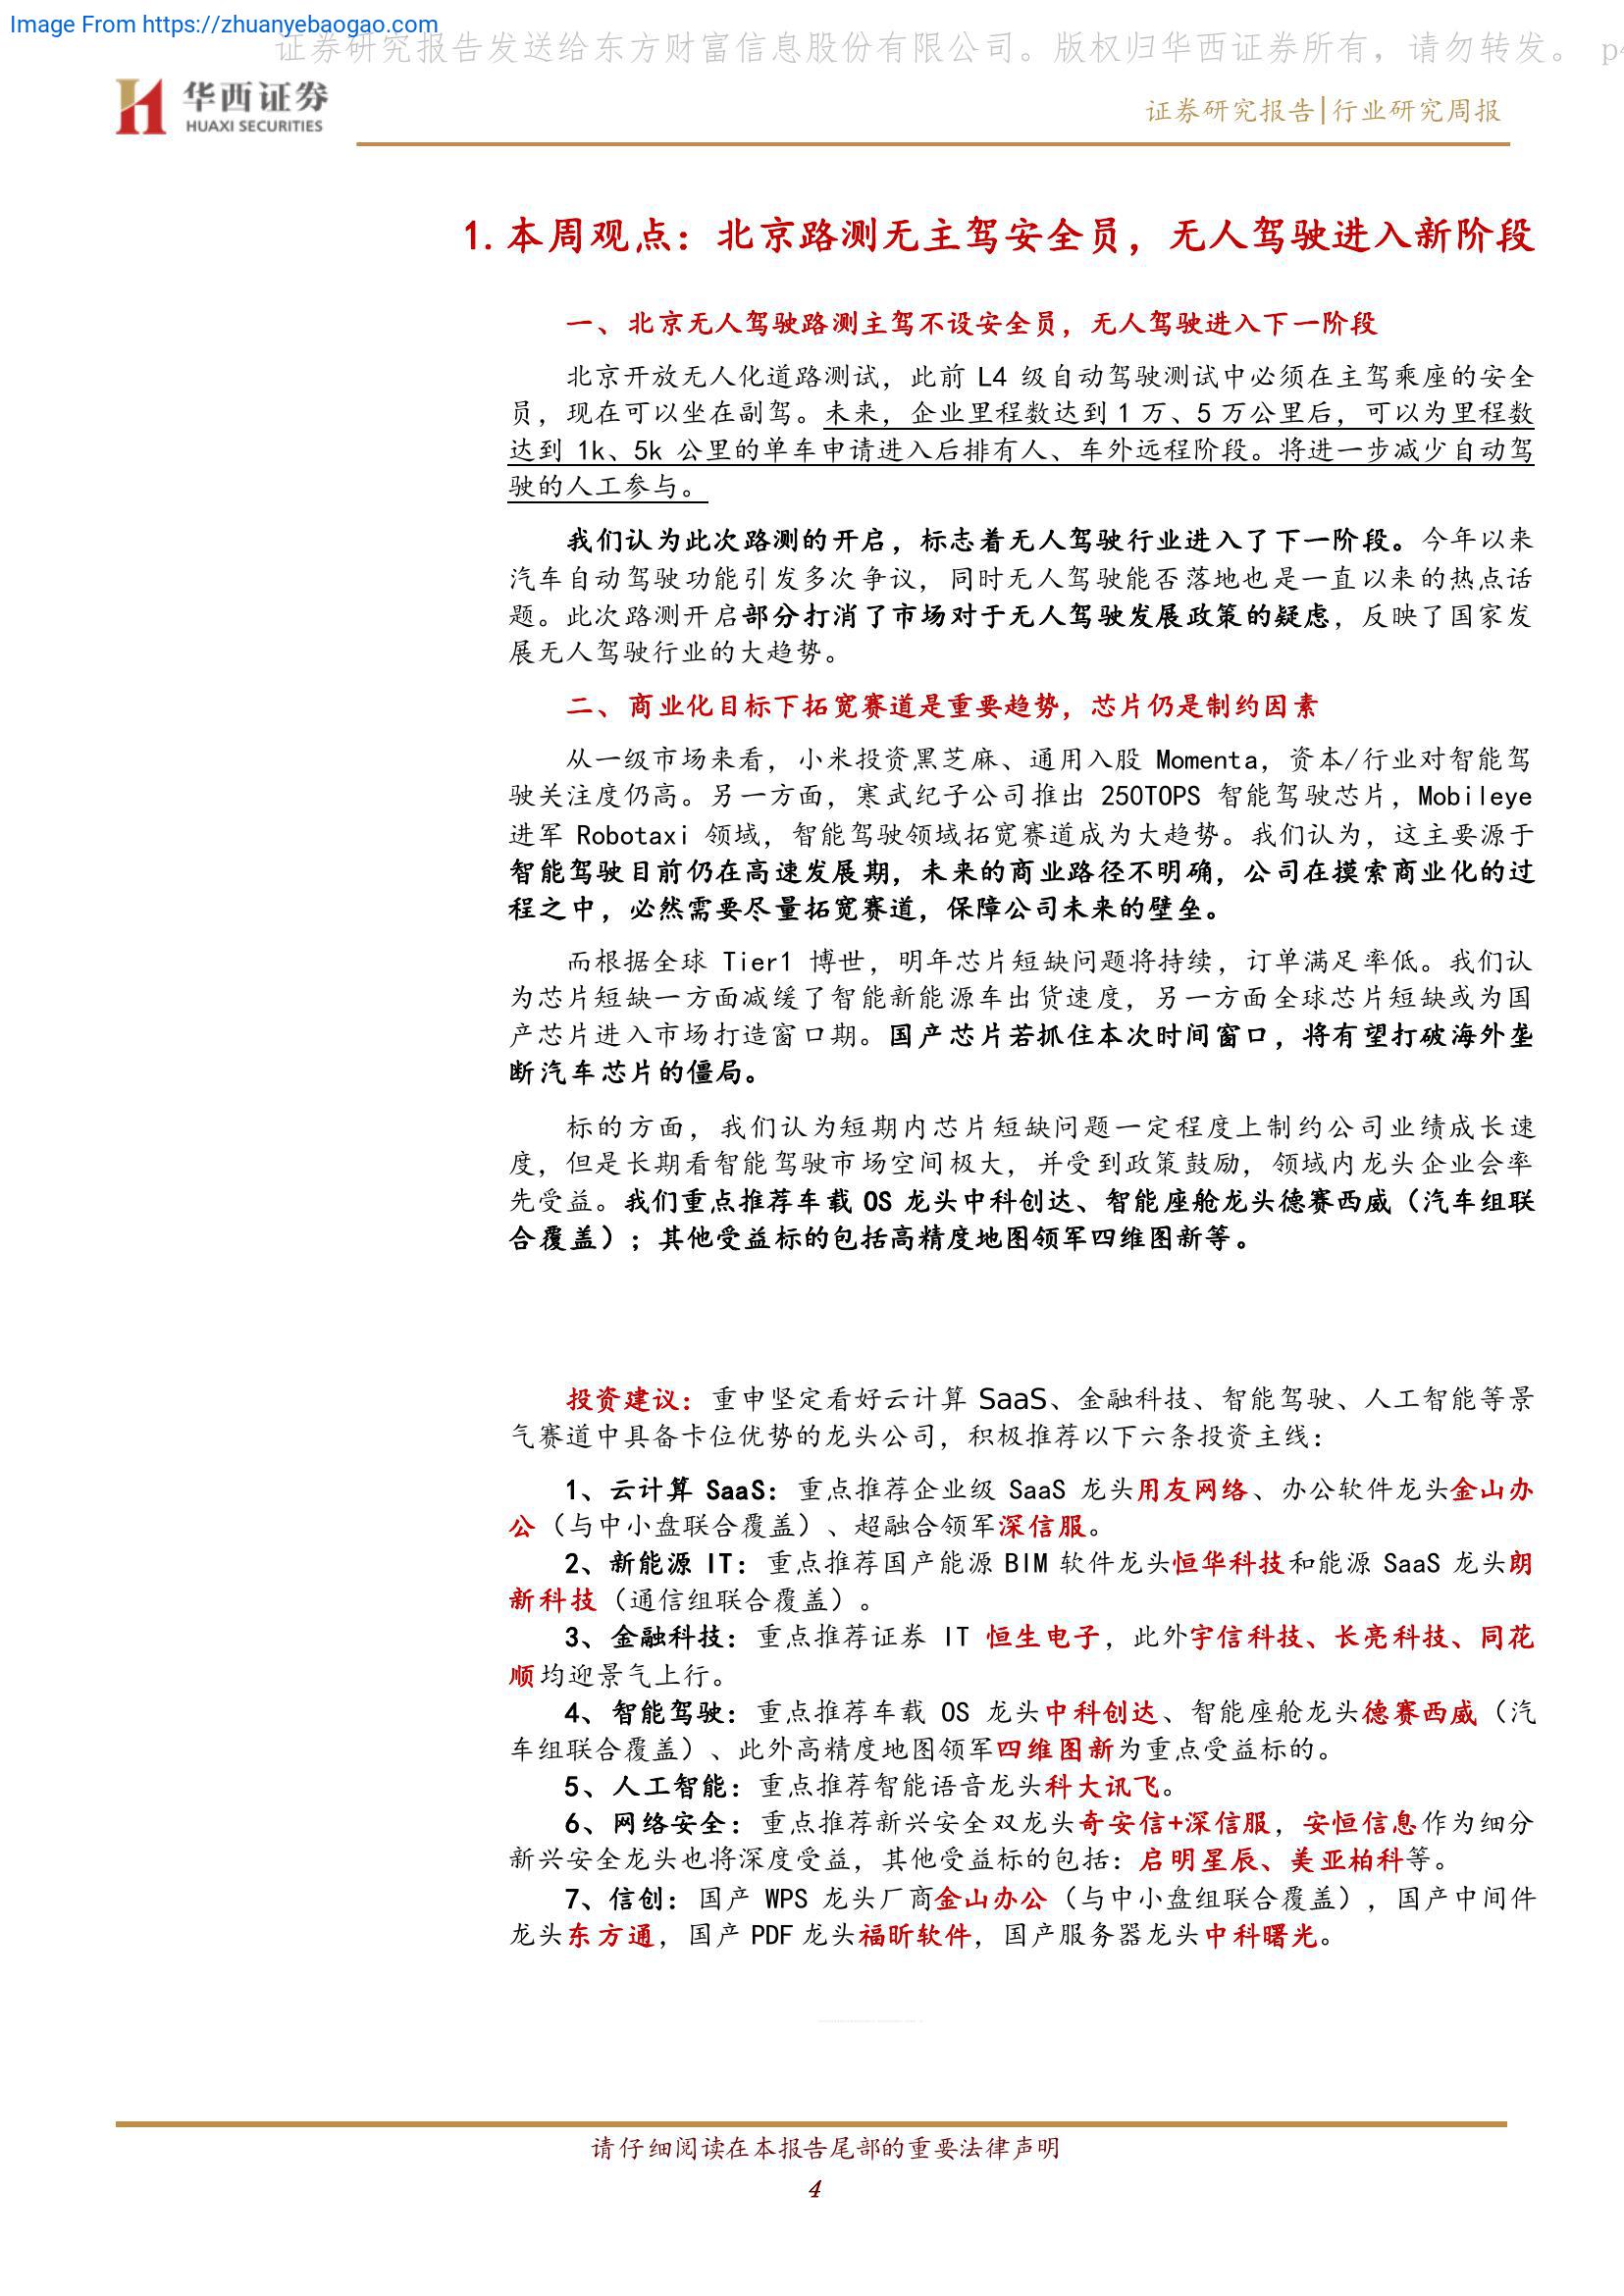 Image From https://zhuanyebaogao.com
证券研究报告发送给东方财富信息股份有限公司。版权归华西证券所有，请勿转发。 p4
华西证券
HUAXI SECURITIES
证券研究报告|行业研究周报
1.本周观点：北京路测无主驾安全员，无人驾驶进入新阶段
一、北京无人驾驶路测主驾不设安全员，无人驾驶进入下一阶段
北京开放无人化道路测试，此前 L4 级自动驾驶测试中必须在主驾乘座的安全
员，现在可以坐在副驾。未来，企业里程数达到 1 万、5 万公里后，可以为里程数
达到 1k、5k 公里的单车申请进入后排有人、车外远程阶段。将进一步减少自动驾
驶的人工参与。
我们认为此次路测的开启，标志着无人驾驶行业进入了下一阶段。今年以来
汽车自动驾驶功能引发多次争议，同时无人驾驶能否落地也是一直以来的热点话
题。此次路测开启部分打消了市场对于无人驾驶发展政策的疑虑，反映了国家发
展无人驾驶行业的大趋势。
二、商业化目标下拓宽赛道是重要趋势，芯片仍是制约因素
从一级市场来看，小米投资黑芝麻、通用入股 Momenta，资本/行业对智能驾
驶关注度仍高。另一方面，寒武纪子公司推出 250TOPS 智能驾驶芯片，Mobileye
进军 Robotaxi 领域，智能驾驶领域拓宽赛道成为大趋势。我们认为，这主要源于
智能驾驶目前仍在高速发展期，未来的商业路径不明确，公司在摸索商业化的过
程之中，必然需要尽量拓宽赛道，保障公司未来的壁垒。
而根据全球 Tier1 博世，明年芯片短缺问题将持续，订单满足率低。我们认
为芯片短缺一方面减缓了智能新能源车出货速度，另一方面全球芯片短缺或为国
产芯片进入市场打造窗口期。国产芯片若抓住本次时间窗口，将有望打破海外垄
断汽车芯片的僵局。
标的方面，我们认为短期内芯片短缺问题一定程度上制约公司业绩成长速
度，但是长期看智能驾驶市场空间极大，并受到政策鼓励，领域内龙头企业会率
先受益。我们重点推荐车载 OS 龙头中科创达、智能座舱龙头德赛西威（汽车组联
合覆盖）；其他受益标的包括高精度地图领军四维图新等。
投资建议：重申坚定看好云计算 SaaS、金融科技、智能驾驶、人工智能等景
气赛道中具备卡位优势的龙头公司，积极推荐以下六条投资主线：
1、云计算 SaaS：重点推荐企业级 SaaS 龙头用友网络、办公软件龙头金山办
公（与中小盘联合覆盖）、超融合领军深信服。
2、新能源 IT：重点推荐国产能源 BIM 软件龙头恒华科技和能源 SaaS 龙头朗
新科技（通信组联合覆盖）。
3、金融科技：重点推荐证券 IT 恒生电子，此外宇信科技、长亮科技、同花
顺均迎景气上行。
4、智能驾驶：重点推荐车载 OS 龙头中科创达、智能座舱龙头德赛西威（汽
车组联合覆盖）、此外高精度地图领军四维图新为重点受益标的。
5、人工智能：重点推荐智能语音龙头科大讯飞。
6、网络安全：重点推荐新兴安全双龙头奇安信+深信服，安恒信息作为细分
新兴安全龙头也将深度受益，其他受益标的包括：启明星辰、美亚柏科等。
7、信创：国产 WPS 龙头厂商金山办公（与中小盘组联合覆盖），国产中间件
龙头东方通，国产 PDF 龙头福昕软件，国产服务器龙头中科曙光。
请仔细阅读在本报告尾部的重要法律声明
4